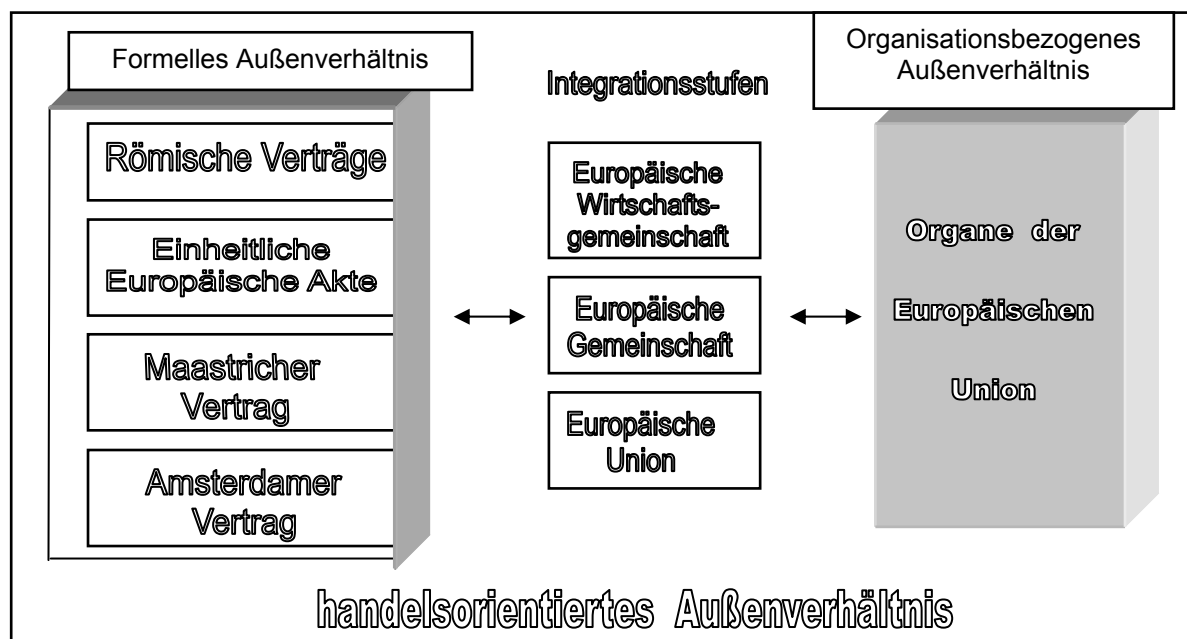 Formelles Außenverhältnis
Römische Verträge
Einheitliche
Europäische Akte
Maastricher
Vertrag
Amsterdamer
Vertrag
Integrationsstufen
Europäische
Wirtschafts-
gemeinschaft
Europäische
Gemeinschaft
Europäische
Union
Organisationsbezogenes
Außenverhältnis
Organe der
Europäischen
Union
handelsorientiertes Außenverhältnis